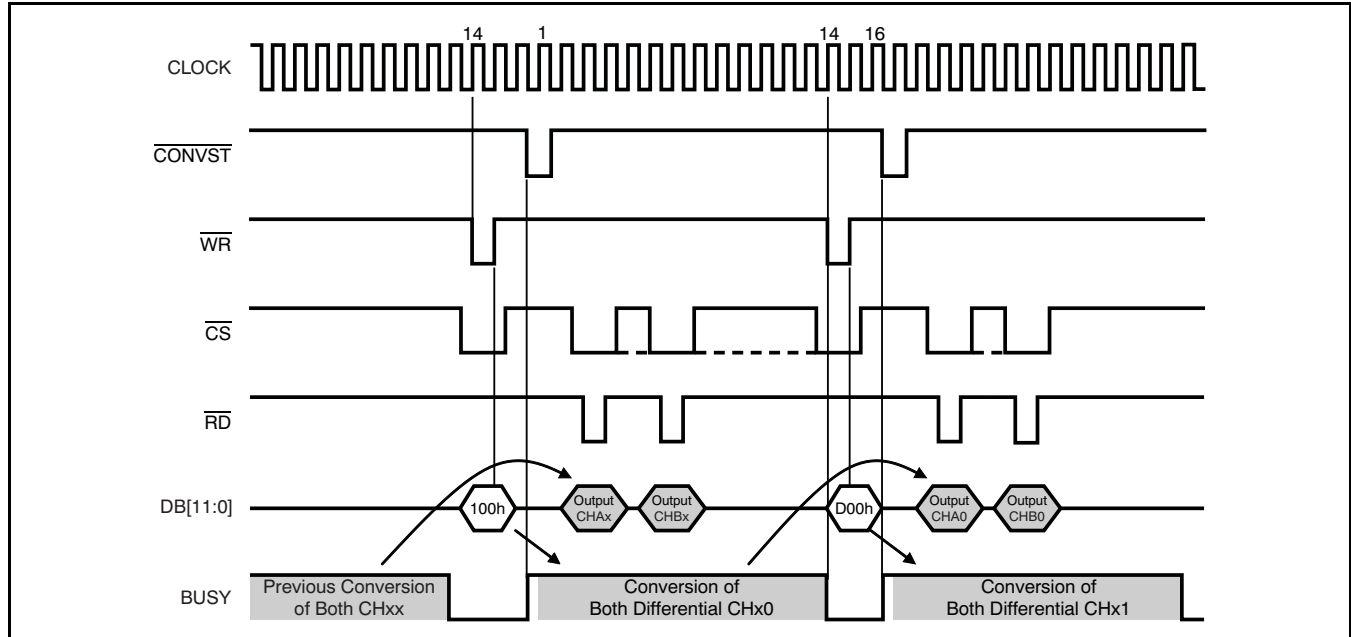 14 1 14 16
CLOCK
CONVST
WR
CS
RD
DB[11:0]
100h
Output
CHAx
Output
CHBx
D00h
Output
CHA0
Output
CHB0
BUSY
Previous Conversion
of Both CHxx
Conversion of
Both Differential CHx0
Conversion of
Both Differential CHx1